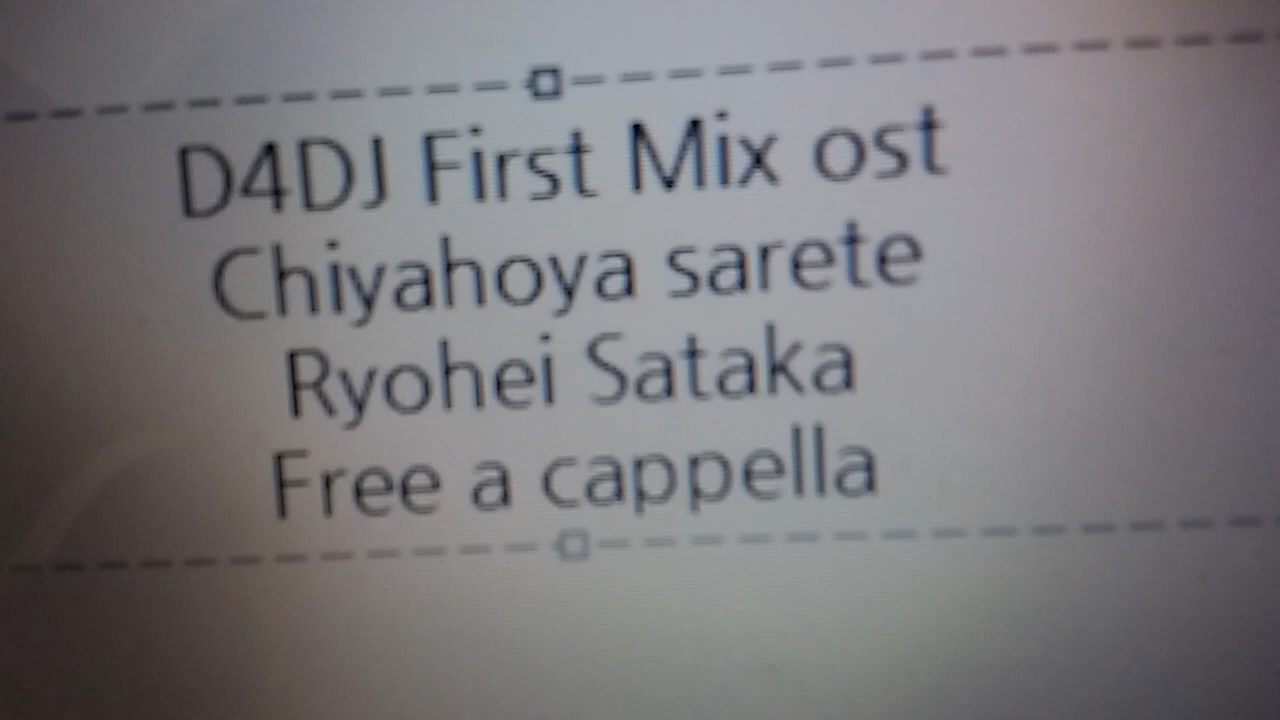 D4DJ First Mix ost
Chiyahoya sarete
Ryohei Sataka
Free a cappella